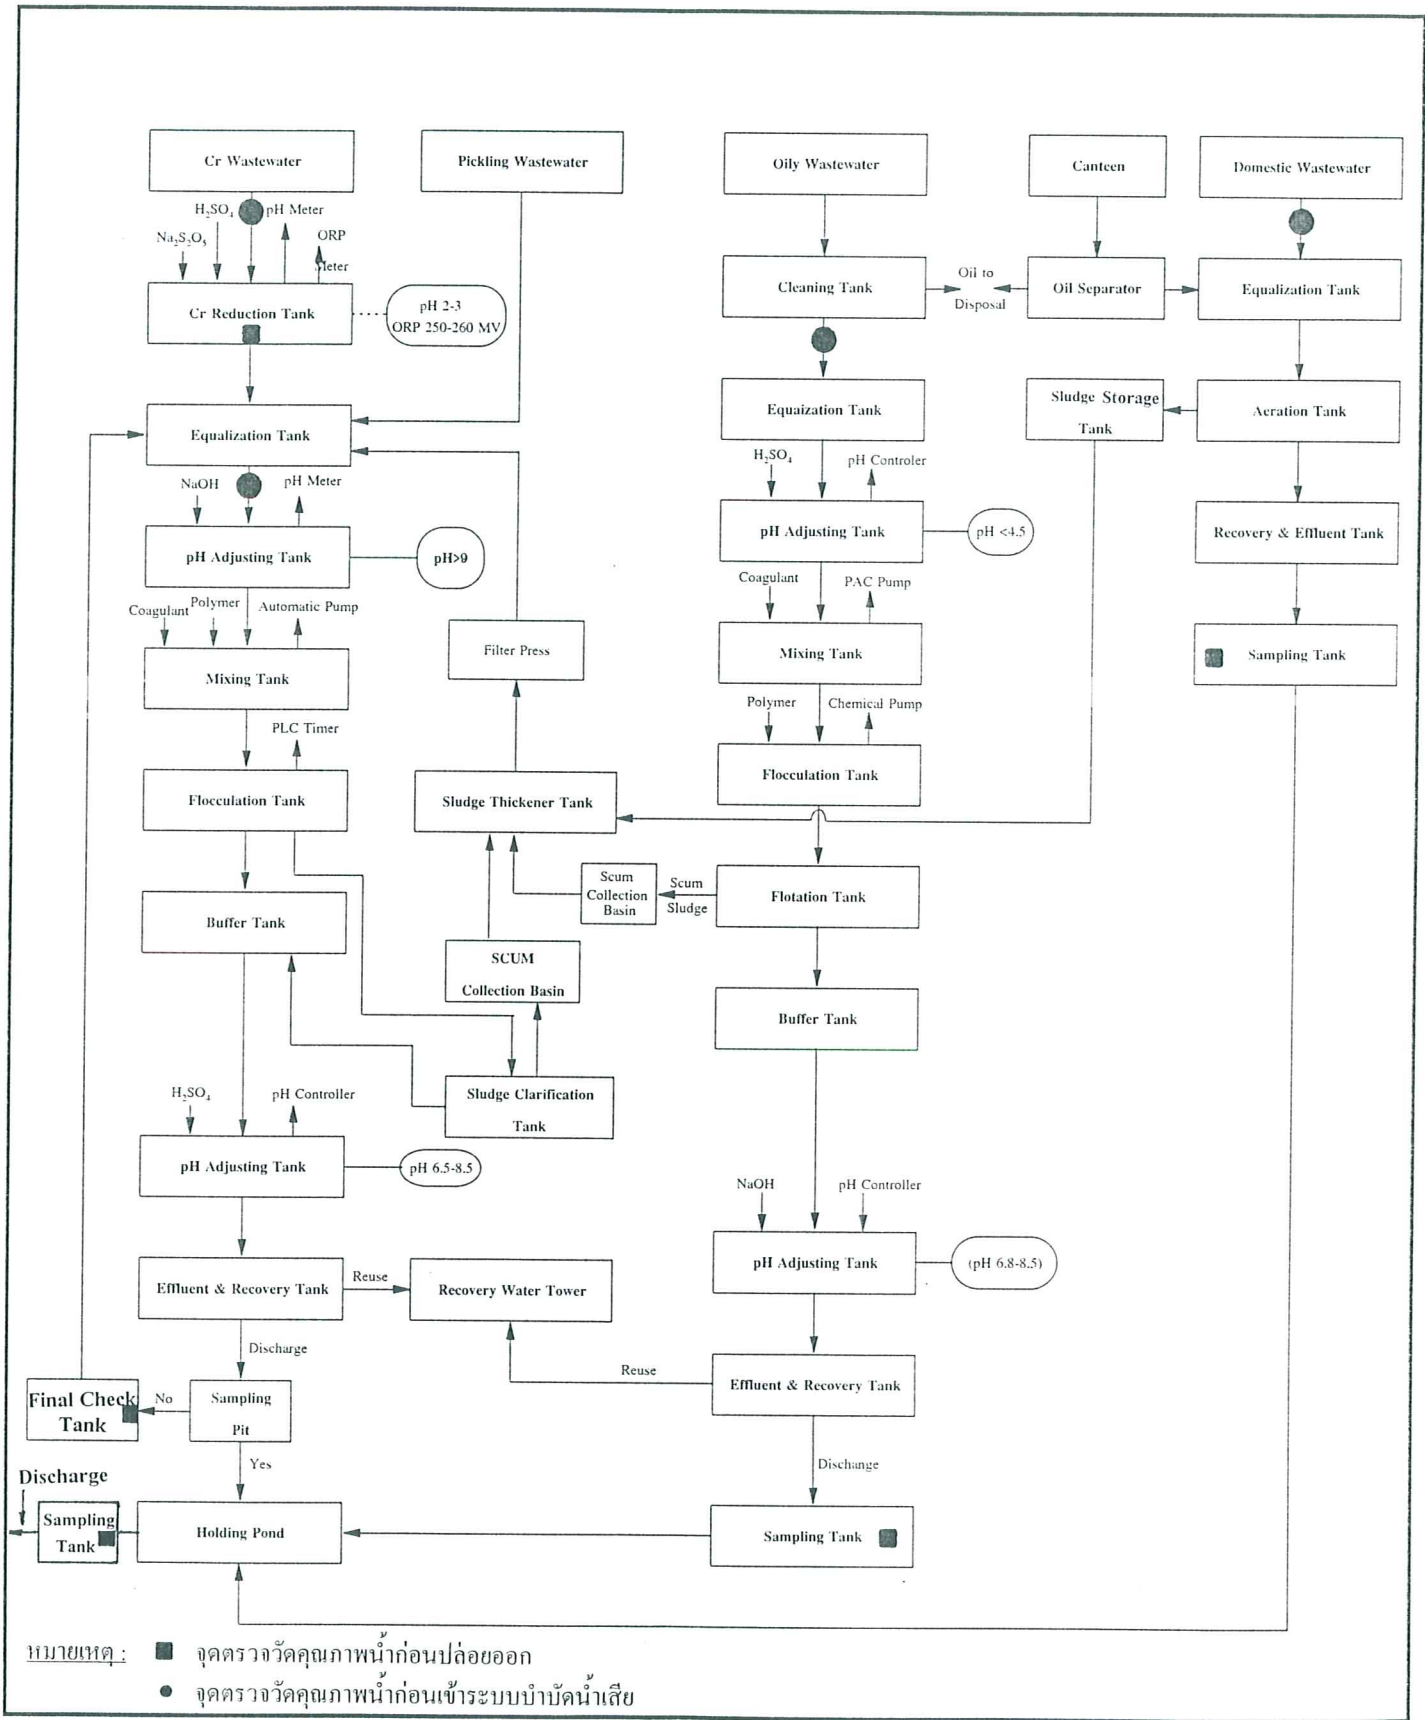 Cr Wastewater
Pickling Wastewater
Oily Wastewater
Canteen
Domestic Wastewater
H₂SO₄
pH Meter
Na₂S₂O₅
ORP
Meter
Cr Reduction Tank
pH 2-3
ORP 250-260 MV
Cleaning Tank
Oil to
Disposal
Oil Separator
Equalization Tank
Equalization Tank
Equaization Tank
Sludge Storage
Tank
Aeration Tank
NaOH
pH Meter
H₂SO₄
pH Controler
pH Adjusting Tank
pH>9
pH Adjusting Tank
pH <4.5
Recovery & Effluent Tank
Coagulant
Polymer
Automatic Pump
Coagulant
PAC Pump
Mixing Tank
Filter Press
Mixing Tank
Sampling Tank
PLC Timer
Polymer
Chemical Pump
Flocculation Tank
Sludge Thickener Tank
Flocculation Tank
Scum
Collection
Basin
Scum
Sludge
Flotation Tank
Buffer Tank
SCUM
Collection Basin
Buffer Tank
H₂SO₄
pH Controller
Sludge Clarification
Tank
pH Adjusting Tank
pH 6.5-8.5
NaOH
pH Controller
pH Adjusting Tank
(pH 6.8-8.5)
Effluent & Recovery Tank
Reuse
Recovery Water Tower
Discharge
Reuse
Effluent & Recovery Tank
Final Check
Tank
No
Sampling
Pit
Yes
Dischange
Discharge
Sampling
Tank
Holding Pond
Sampling Tank
หมายเหตุ :
จุดตรวจวัดคุณภาพน้ำก่อนปล่อยออก
จุดตรวจวัดคุณภาพน้ำก่อนเข้าระบบบำบัดน้ำเสีย